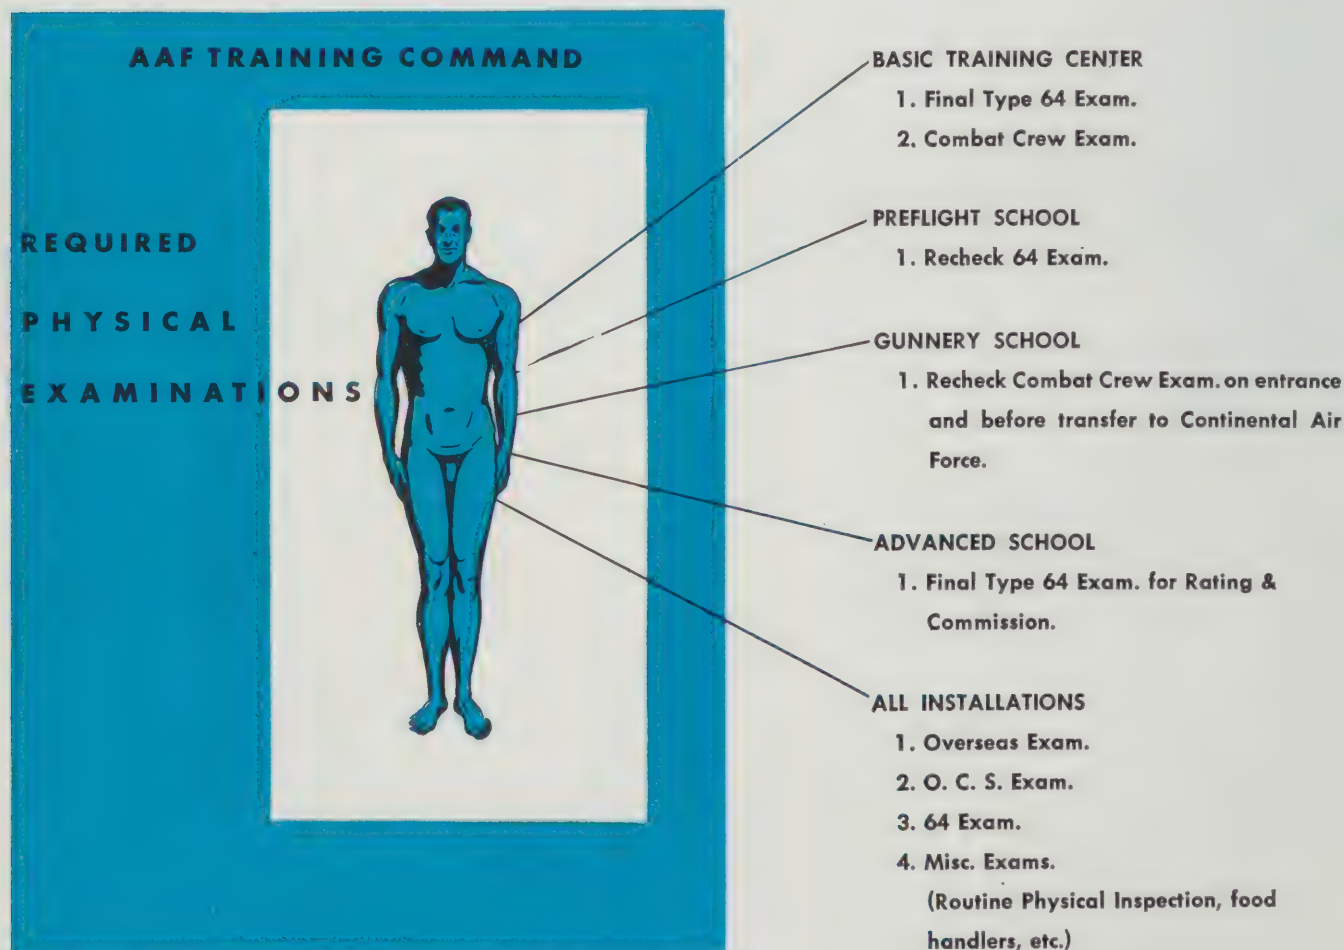 AAF TRAINING COMMAND
REQUIRED
PHYSICAL
EXAMINATIONS
BASIC TRAINING CENTER
1. Final Type 64 Exam.
2. Combat Crew Exam.
PREFLIGHT SCHOOL
1. Recheck 64 Exam.
GUNNERY SCHOOL
1. Recheck Combat Crew Exam. on entrance
and before transfer to Continental Air
Force.
ADVANCED SCHOOL
1. Final Type 64 Exam. for Rating &
Commission.
ALL INSTALLATIONS
1. Overseas Exam.
2. O. C. S. Exam.
3. 64 Exam.
4. Misc. Exams.
(Routine Physical Inspection, food
handlers, etc.)